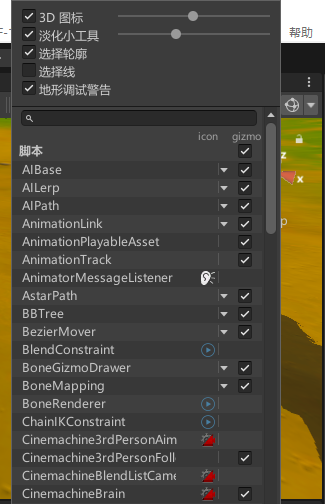 3D 图标
帮助
淡化小工具
选择轮廓
选择线
地形调试警告
icon gizmo
脚本
AIBase
AILerp
AIPath
AnimationLink
AnimationPlayableAsset
AnimationTrack
AnimatorMessageListener
AstarPath
BBTree
BezierMover
BlendConstraint
BoneGizmoDrawer
BoneMapping
BoneRenderer
ChainIKConstraint
Cinemachine3rdPersonAim
Cinemachine3rdPersonFoll
CinemachineBlendListCame
CinemachineBrain
z
x
p